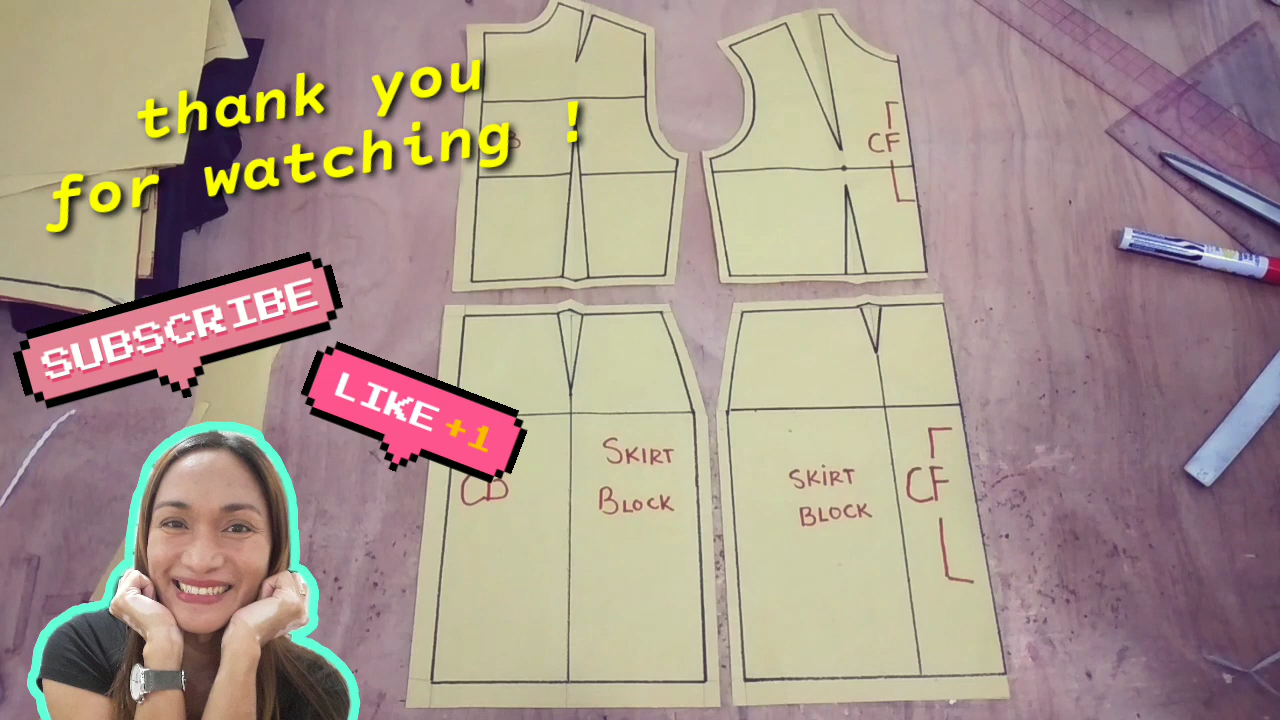 thank you
for watching !
SUBSCRIBE
LIKE +1
CF
CB
SKIRT
BLOCK
SKIRT
BLOCK
CF